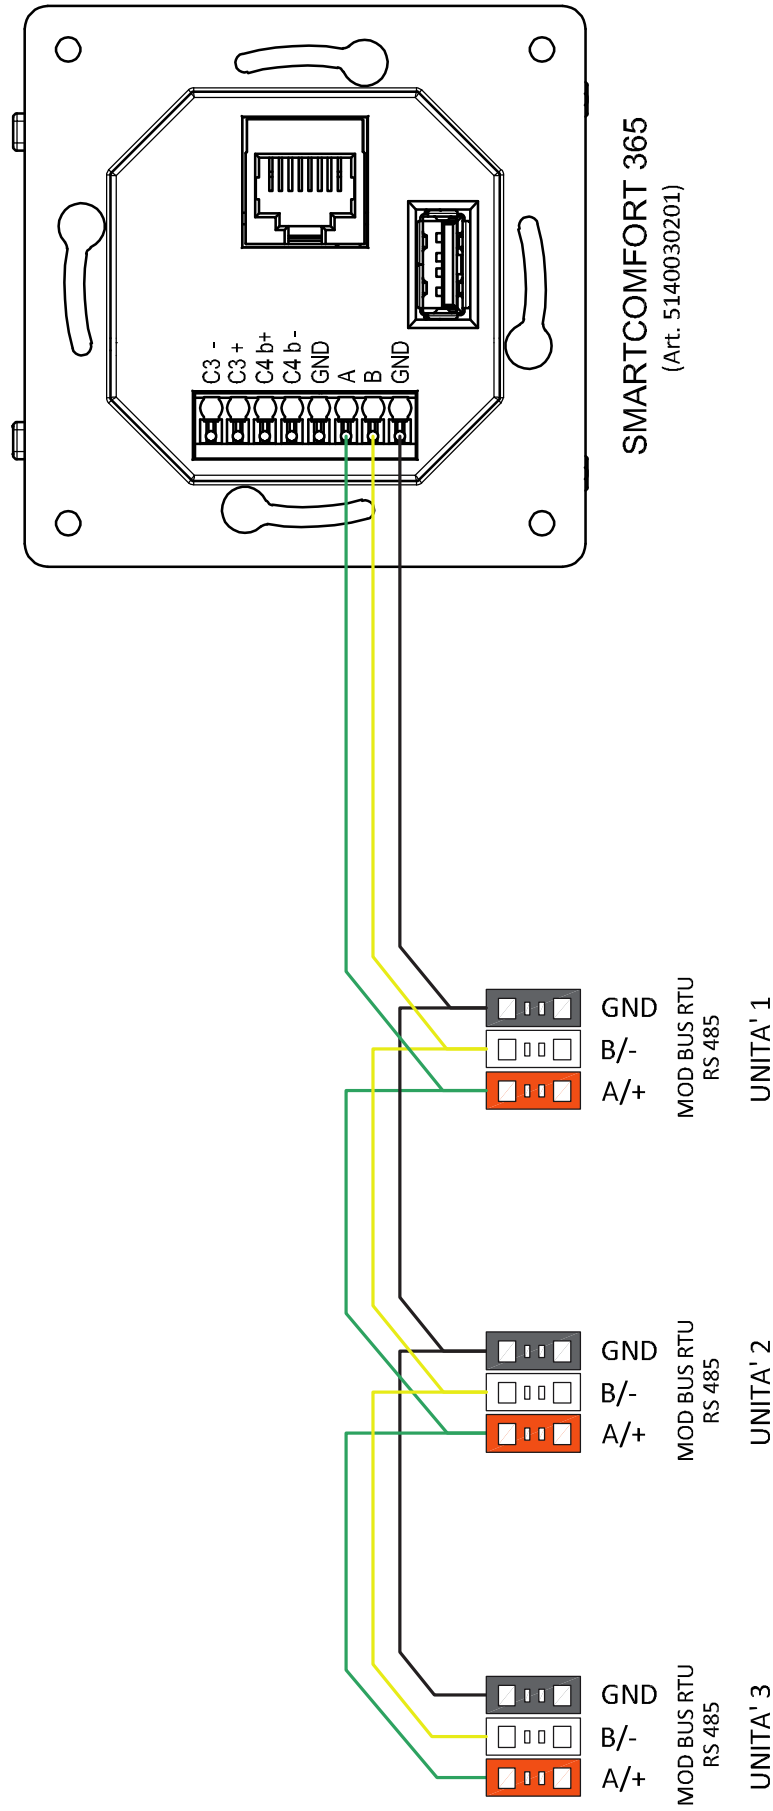 SMARTCOMFORT 365
(Art. 5140030201)
C3 -
C3 +
C4 b+
C4 b -
GND
A
B
GND
GND
B/-
A/+
MOD BUS RTU
RS 485
UNITA' 1
GND
B/-
A/+
MOD BUS RTU
RS 485
UNITA' 2
GND
B/-
A/+
MOD BUS RTU
RS 485
UNITA' 3